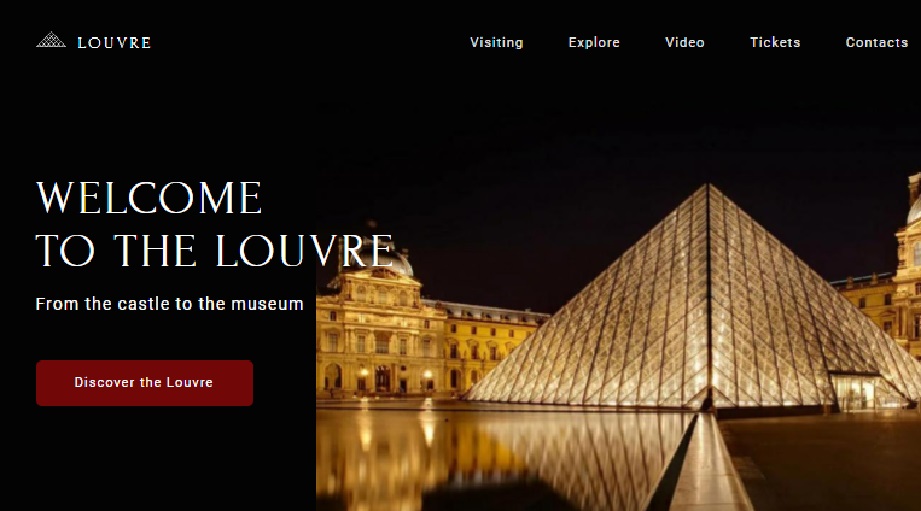 LOUVRE
Visiting Explore Video Tickets Contacts
WELCOME
TO THE LOUVRE
From the castle to the museum
Discover the Louvre